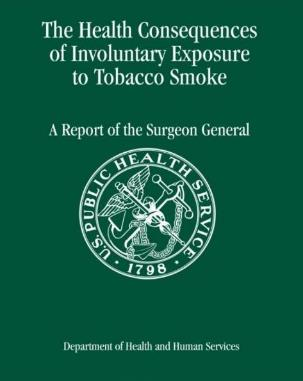 The Health Consequences
of Involuntary Exposure
to Tobacco Smoke
A Report of the Surgeon General
U.S. PUBLIC HEALTH SERVICE
· 1798 ·
Department of Health and Human Services